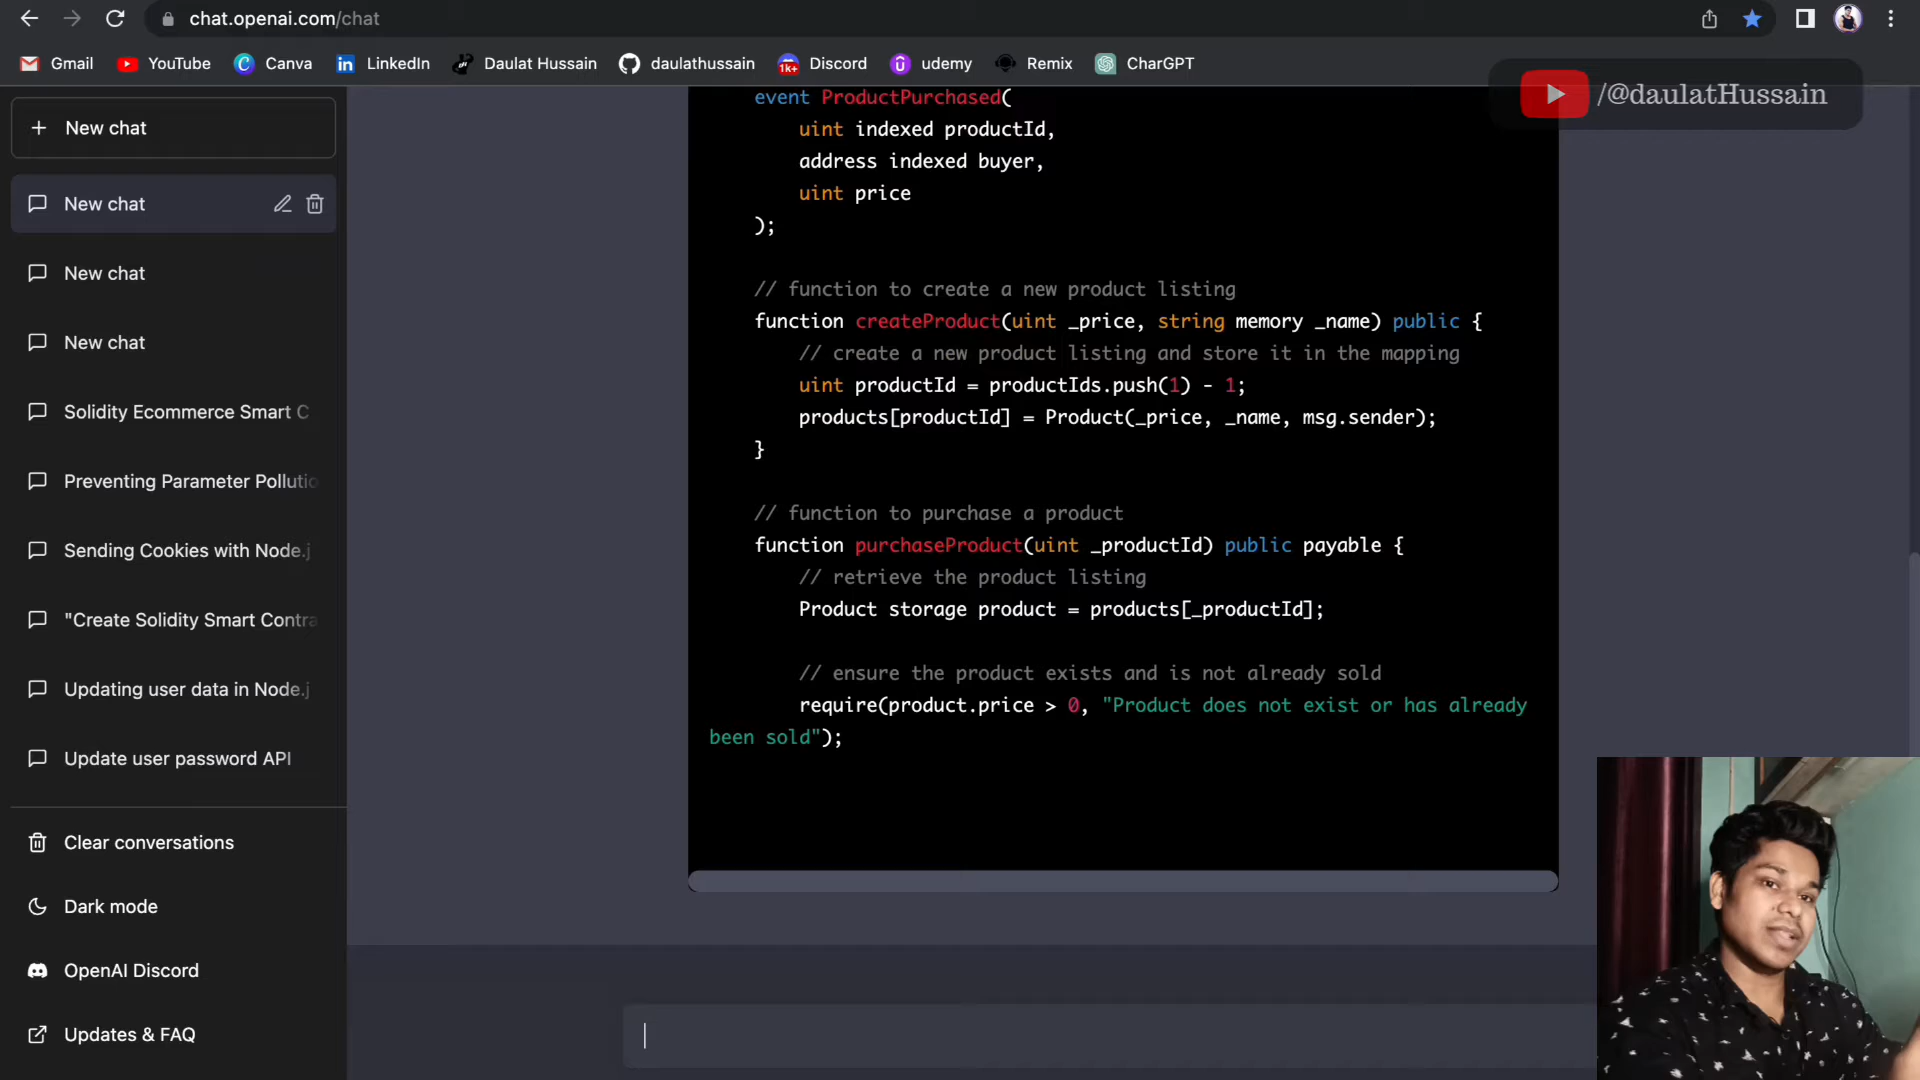 chat.openai.com/chat
Gmail
YouTube
Canva
LinkedIn
Daulat Hussain
daulathussain
1k+
Discord
udemy
Remix
CharGPT
/@daulatHussain
+ New chat
New chat
New chat
New chat
Solidity Ecommerce Smart C
Preventing Parameter Pollutio
Sending Cookies with Node.j
"Create Solidity Smart Contra
Updating user data in Node.j
Update user password API
Clear conversations
Dark mode
OpenAI Discord
Updates & FAQ
event ProductPurchased(
uint indexed productId,
address indexed buyer,
uint price
);
// function to create a new product listing
function createProduct(uint _price, string memory _name) public {
// create a new product listing and store it in the mapping
uint productId = productIds.push(1) - 1;
products[productId] = Product(_price, _name, msg.sender);
}
// function to purchase a product
function purchaseProduct(uint _productId) public payable {
// retrieve the product listing
Product storage product = products[_productId];
// ensure the product exists and is not already sold
require(product.price > 0, "Product does not exist or has already
been sold");